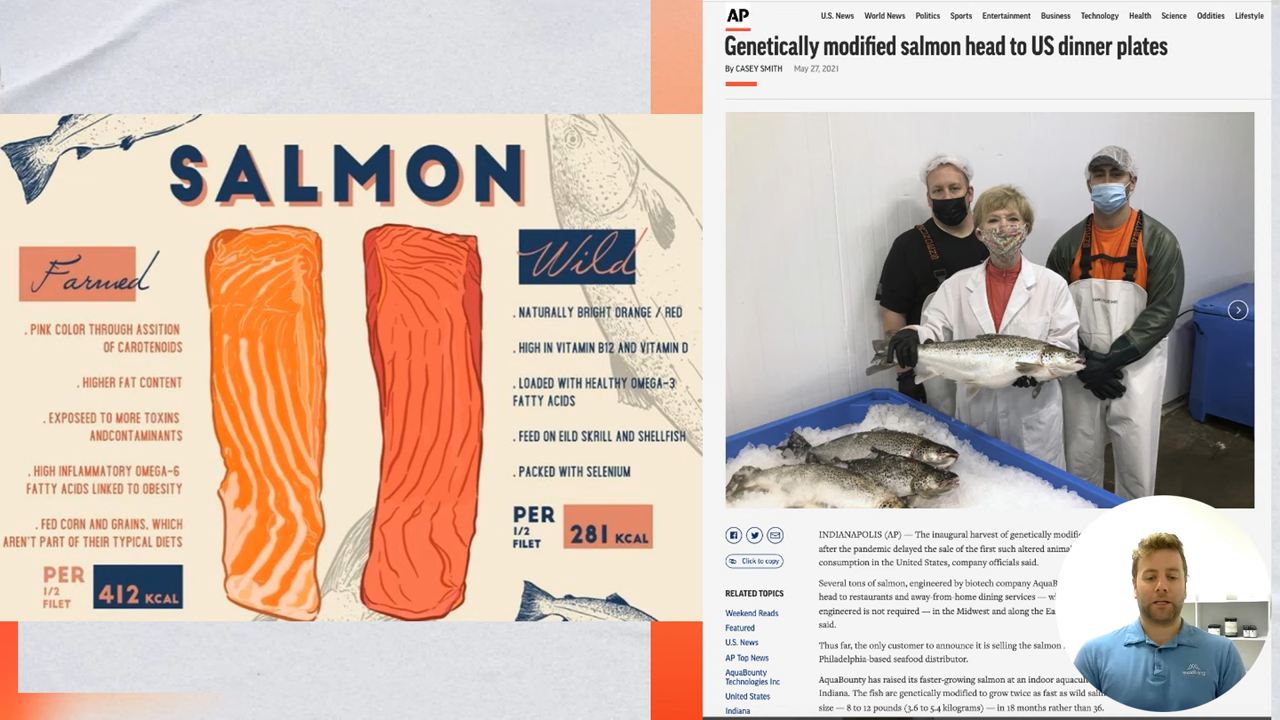 SALMON
Farmed
. PINK COLOR THROUGH ASSITION
OF CAROTENOIDS
. HIGHER FAT CONTENT
. EXPOSED TO MORE TOXINS
ANDCONTAMINANTS
. HIGH INFLAMMATORY OMEGA-6
FATTY ACIDS LINKED TO OBESITY
. FED CORN AND GRAINS, WHICH
AREN'T PART OF THEIR TYPICAL DIETS
PER
1/2
FILET
412 KCAL
Wild
. NATURALLY BRIGHT ORANGE / RED
. HIGH IN VITAMIN B12 AND VITAMIN D
. LOADED WITH HEALTHY OMEGA-3
FATTY ACIDS
. FEED ON EILD SKRILL AND SHELLFISH
. PACKED WITH SELENIUM
PER
1/2
FILET
281 KCAL
AP
U.S. News World News Politics Sports Entertainment Business Technology Health Science Oddities Lifestyle
Genetically modified salmon head to US dinner plates
By CASEY SMITH May 27, 2021
Click to copy
RELATED TOPICS
Weekend Reads
Featured
U.S. News
AP Top News
AquaBounty
Technologies Inc
United States
Indiana
INDIANAPOLIS (AP) — The inaugural harvest of genetically modifi
after the pandemic delayed the sale of the first such altered animal
consumption in the United States, company officials said.
Several tons of salmon, engineered by biotech company AquaB
head to restaurants and away-from-home dining services — w
engineered is not required — in the Midwest and along the Ea
said.
Thus far, the only customer to announce it is selling the salmon
Philadelphia-based seafood distributor.
AquaBounty has raised its faster-growing salmon at an indoor aquacul
Indiana. The fish are genetically modified to grow twice as fast as wild salm
size — 8 to 12 pounds (3.6 to 5.4 kilograms) — in 18 months rather than 36.